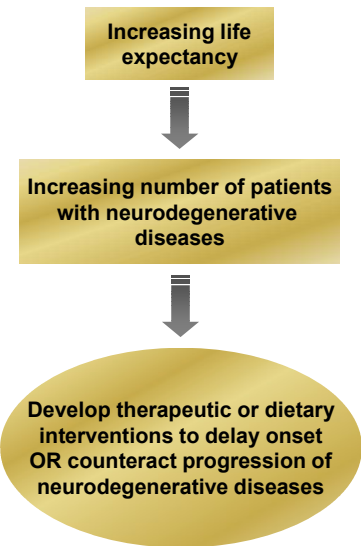 Increasing life
expectancy
Increasing number of patients
with neurodegenerative
diseases
Develop therapeutic or dietary
interventions to delay onset
OR counteract progression of
neurodegenerative diseases